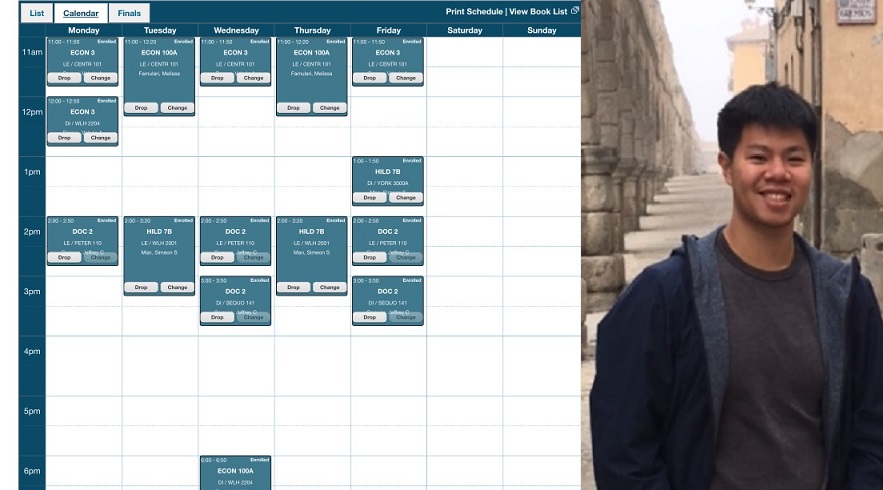 List Calendar Finals
Print Schedule | View Book List
Monday Tuesday Wednesday Thursday Friday Saturday Sunday
11am
11:00 - 11:50 Enrolled
ECON 3
LE / CENTR 101
Drop Change
11:00 - 12:20 Enrolled
ECON 100A
LE / CENTR 101
Famulari, Melissa
Drop Change
11:00 - 11:50 Enrolled
ECON 3
LE / CENTR 101
Drop Change
11:00 - 12:20 Enrolled
ECON 100A
LE / CENTR 101
Famulari, Melissa
Drop Change
11:00 - 11:50 Enrolled
ECON 3
LE / CENTR 101
Drop Change
12pm
12:00 - 12:50 Enrolled
ECON 3
DI / WLH 2204
Drop Change
1pm
1:00 - 1:50 Enrolled
HILD 7B
DI / YORK 3000A
Drop Change
2pm
2:00 - 2:50 Enrolled
DOC 2
LE / PETER 110
Drop Change
2:00 - 3:20 Enrolled
HILD 7B
LE / WLH 2001
Man, Simeon S
Drop Change
2:00 - 2:50 Enrolled
DOC 2
LE / PETER 110
Drop Change
2:00 - 3:20 Enrolled
HILD 7B
LE / WLH 2001
Man, Simeon S
Drop Change
2:00 - 2:50 Enrolled
DOC 2
LE / PETER 110
Drop Change
3pm
3:00 - 3:50 Enrolled
DOC 2
DI / SEQUO 141
Drop Change
3:00 - 3:50 Enrolled
DOC 2
DI / SEQUO 141
Drop Change
4pm
5pm
6pm
6:00 - 6:50 Enrolled
ECON 100A
DI / WLH 2204